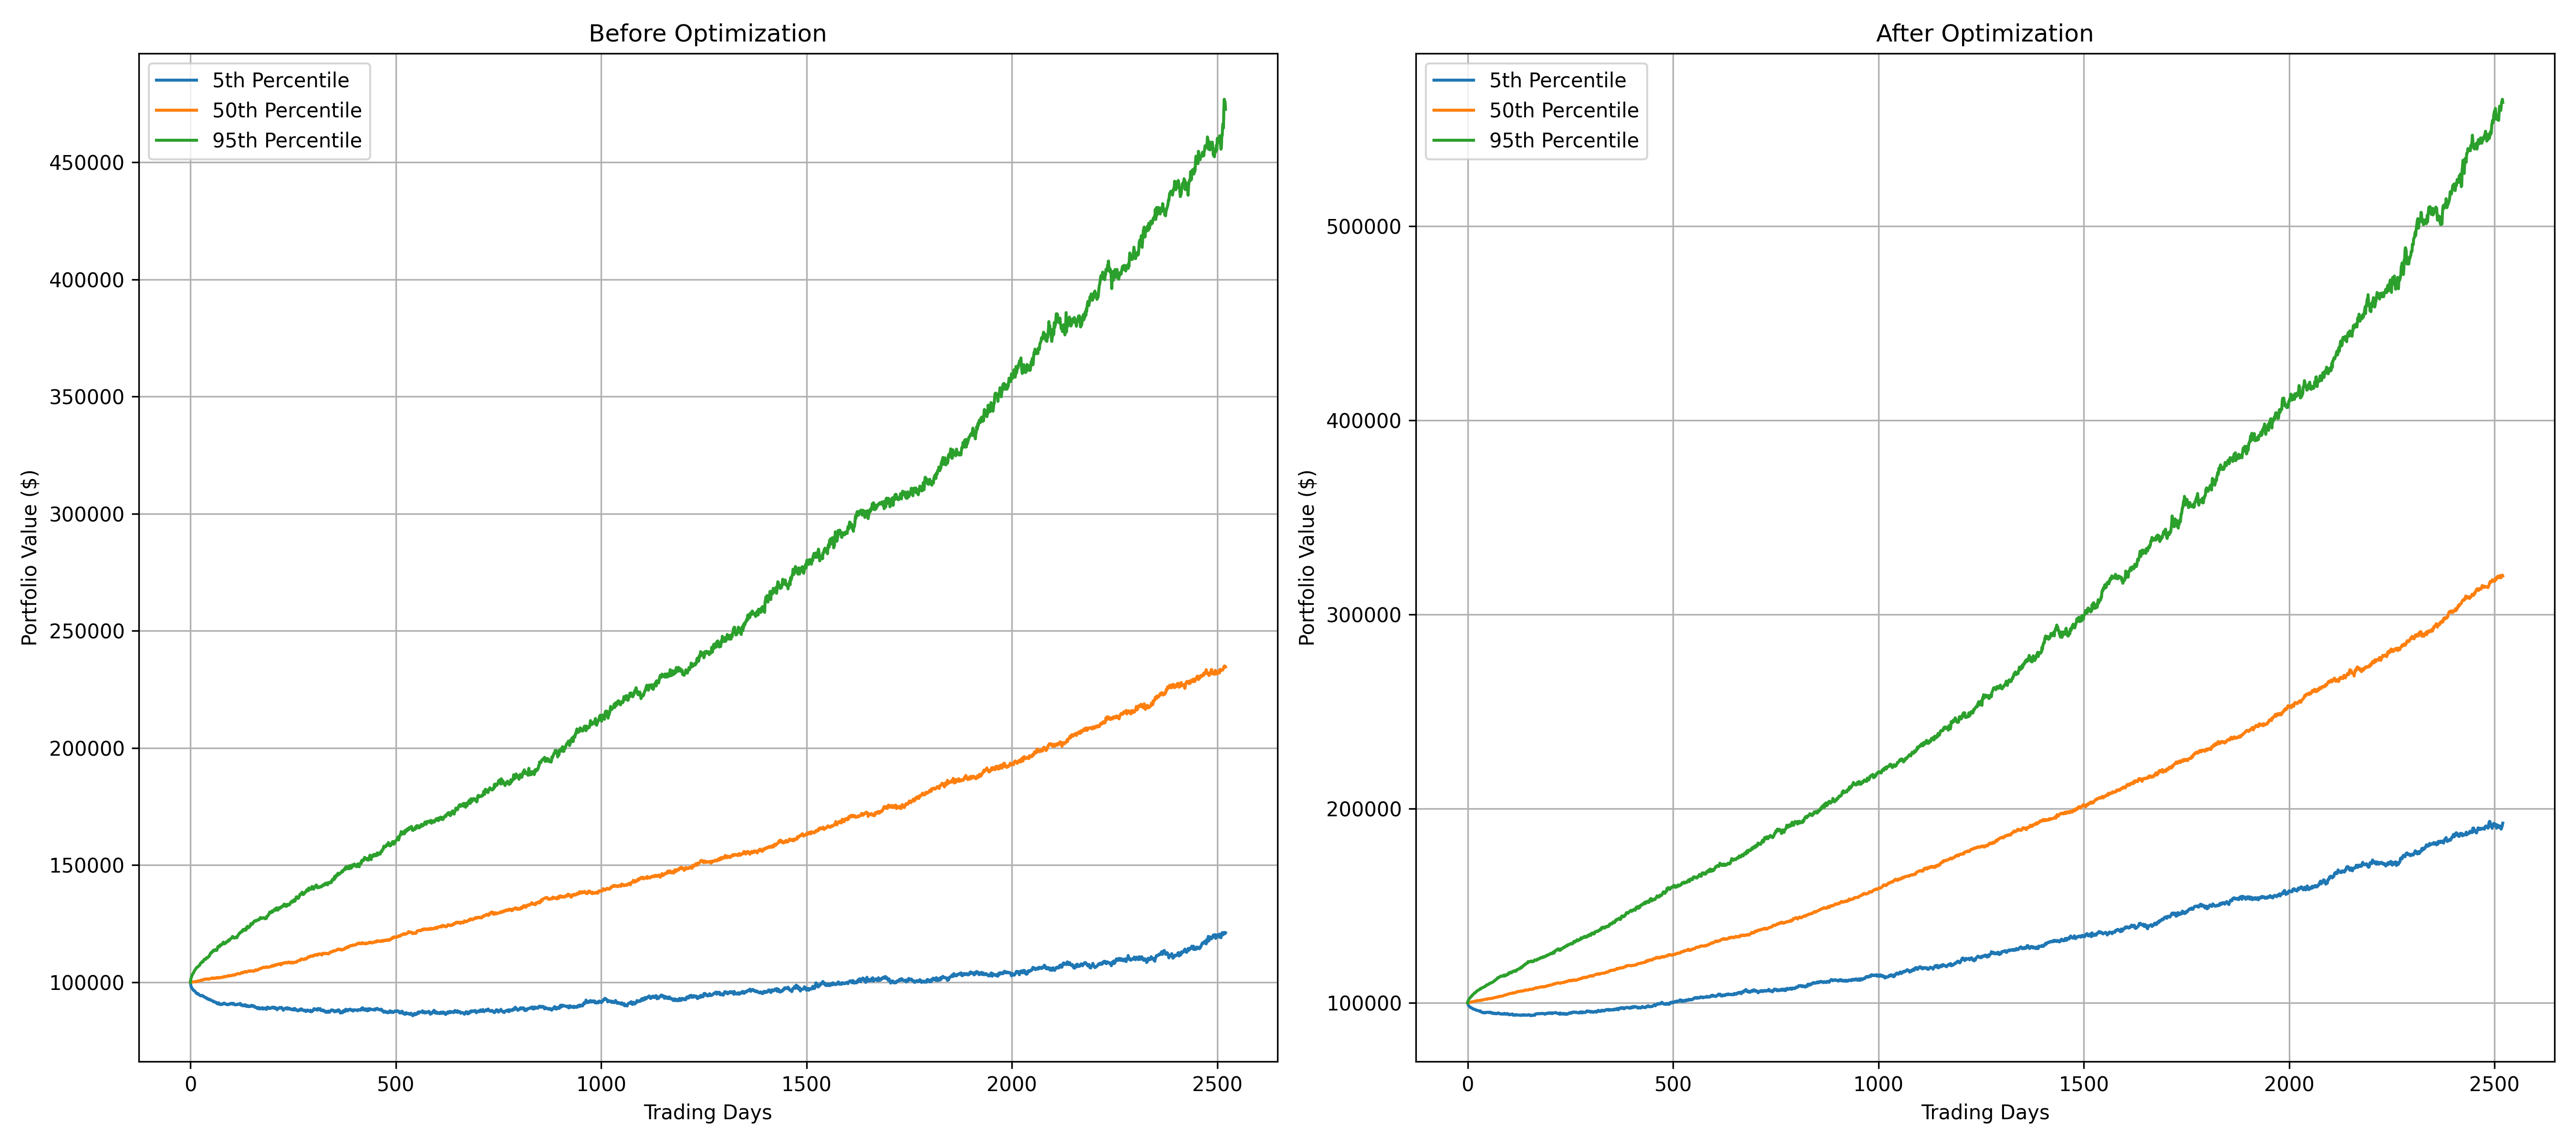 Before Optimization
5th Percentile
50th Percentile
95th Percentile
450000
400000
350000
300000
250000
200000
150000
100000
Portfolio Value ($)
0 500 1000 1500 2000 2500
Trading Days
After Optimization
5th Percentile
50th Percentile
95th Percentile
500000
400000
300000
200000
100000
Portfolio Value ($)
0 500 1000 1500 2000 2500
Trading Days